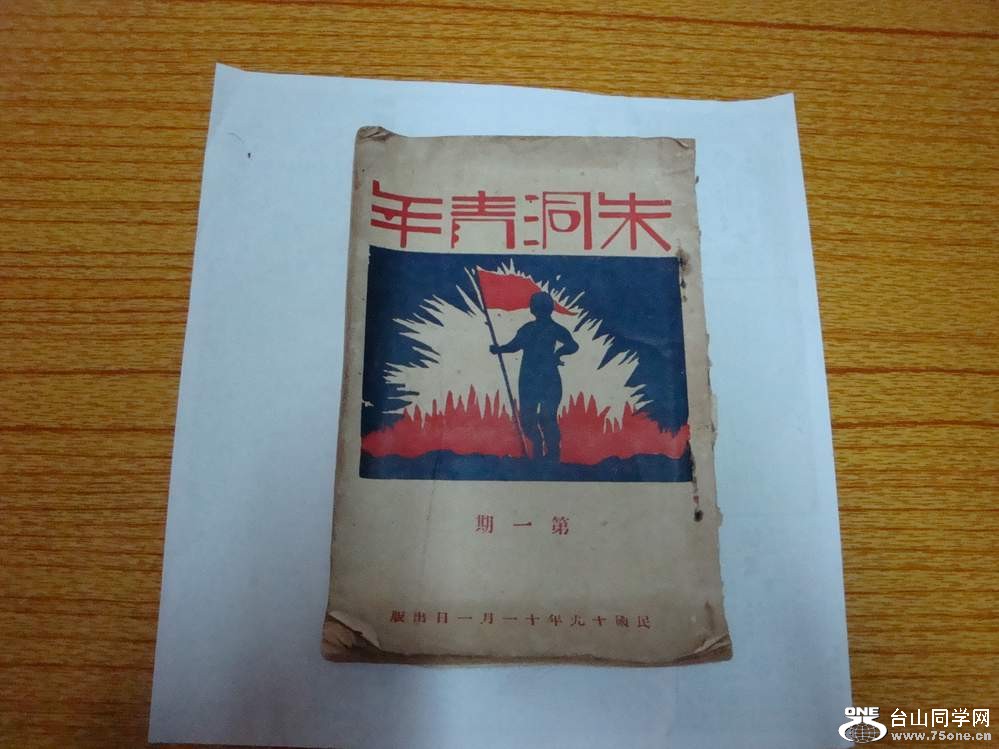 朱洞青年
第一期
民國十九年十一月一日出版
ONE
台山同学网
www.75one.cn